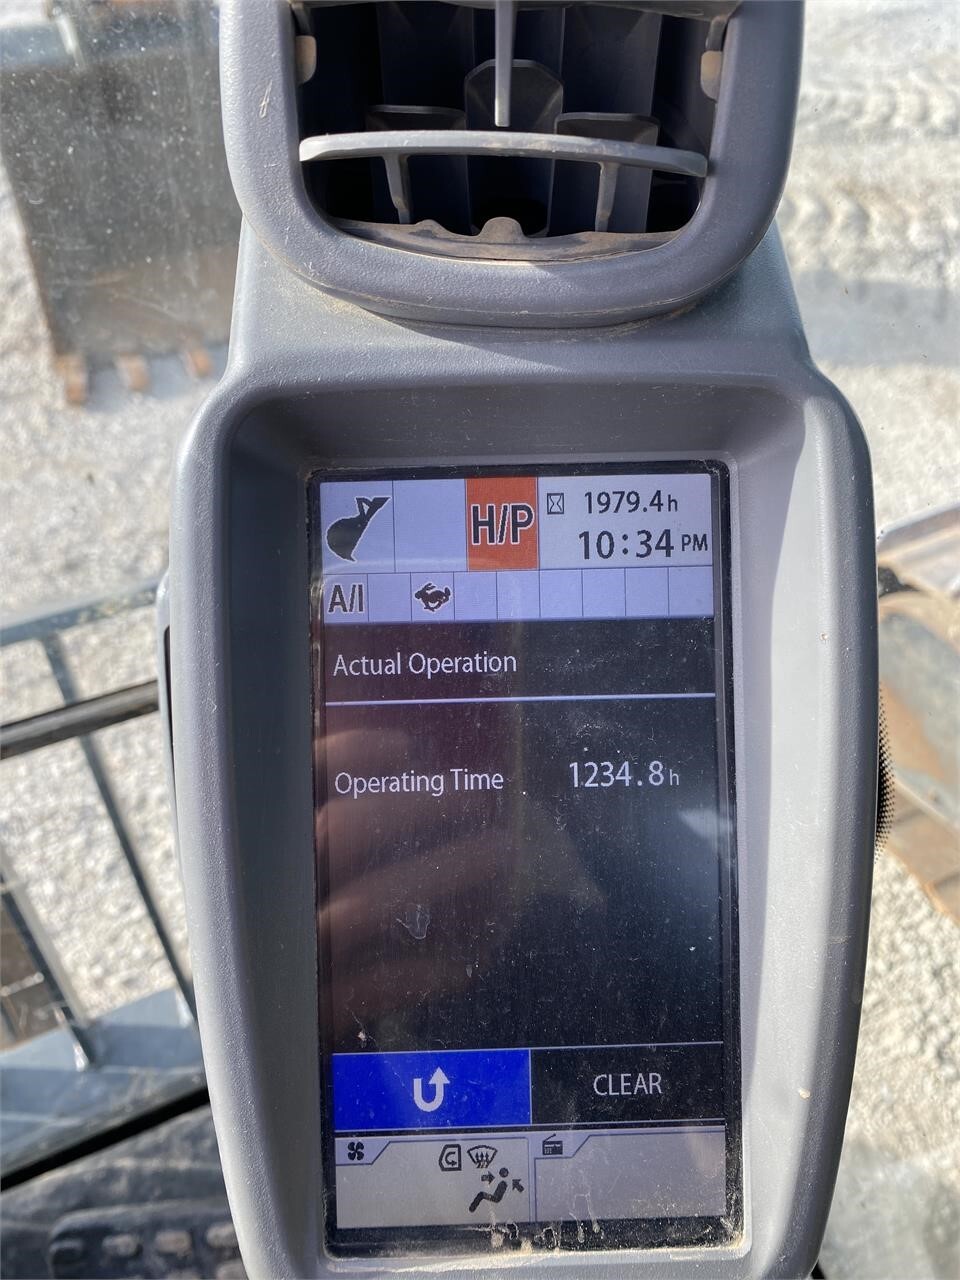 H/P
1979.4h
10:34 PM
A/I
Actual Operation
Operating Time 1234.8h
CLEAR